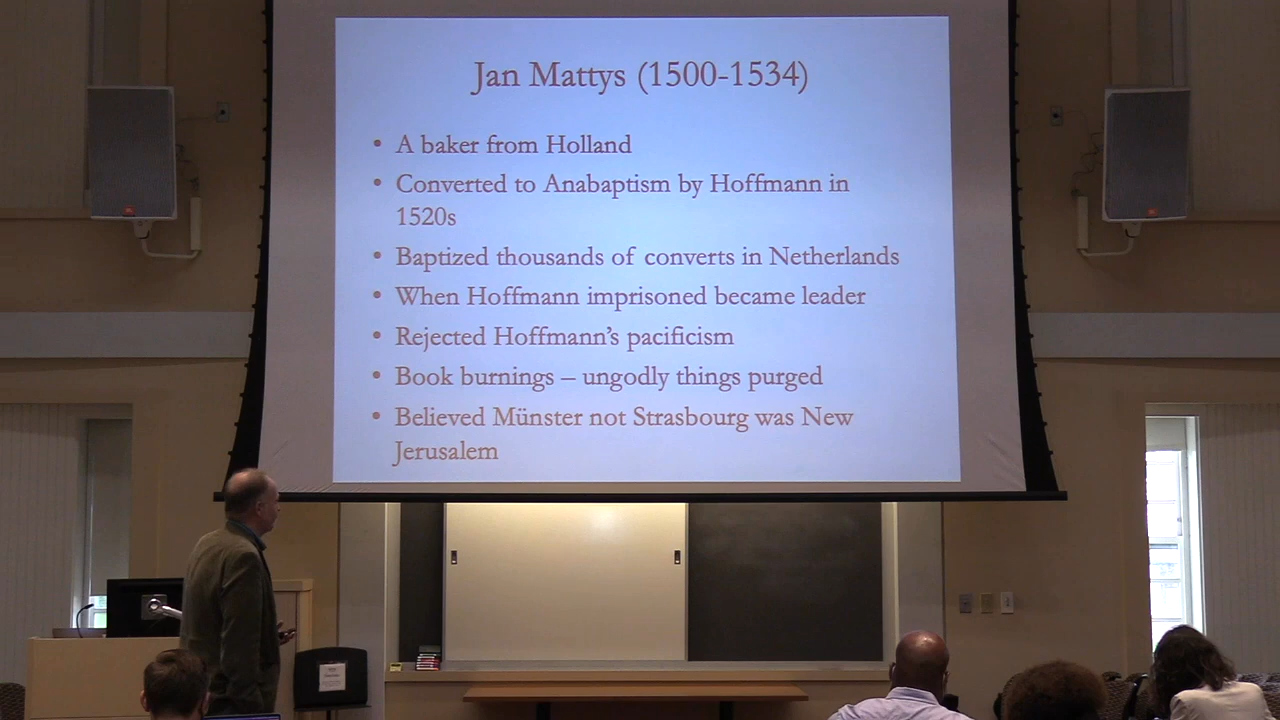 Jan Mattys (1500-1534)
• A baker from Holland
• Converted to Anabaptism by Hoffmann in
1520s
• Baptized thousands of converts in Netherlands
• When Hoffmann imprisoned became leader
• Rejected Hoffmann's pacificism
• Book burnings – ungodly things purged
• Believed Münster not Strasbourg was New
Jerusalem